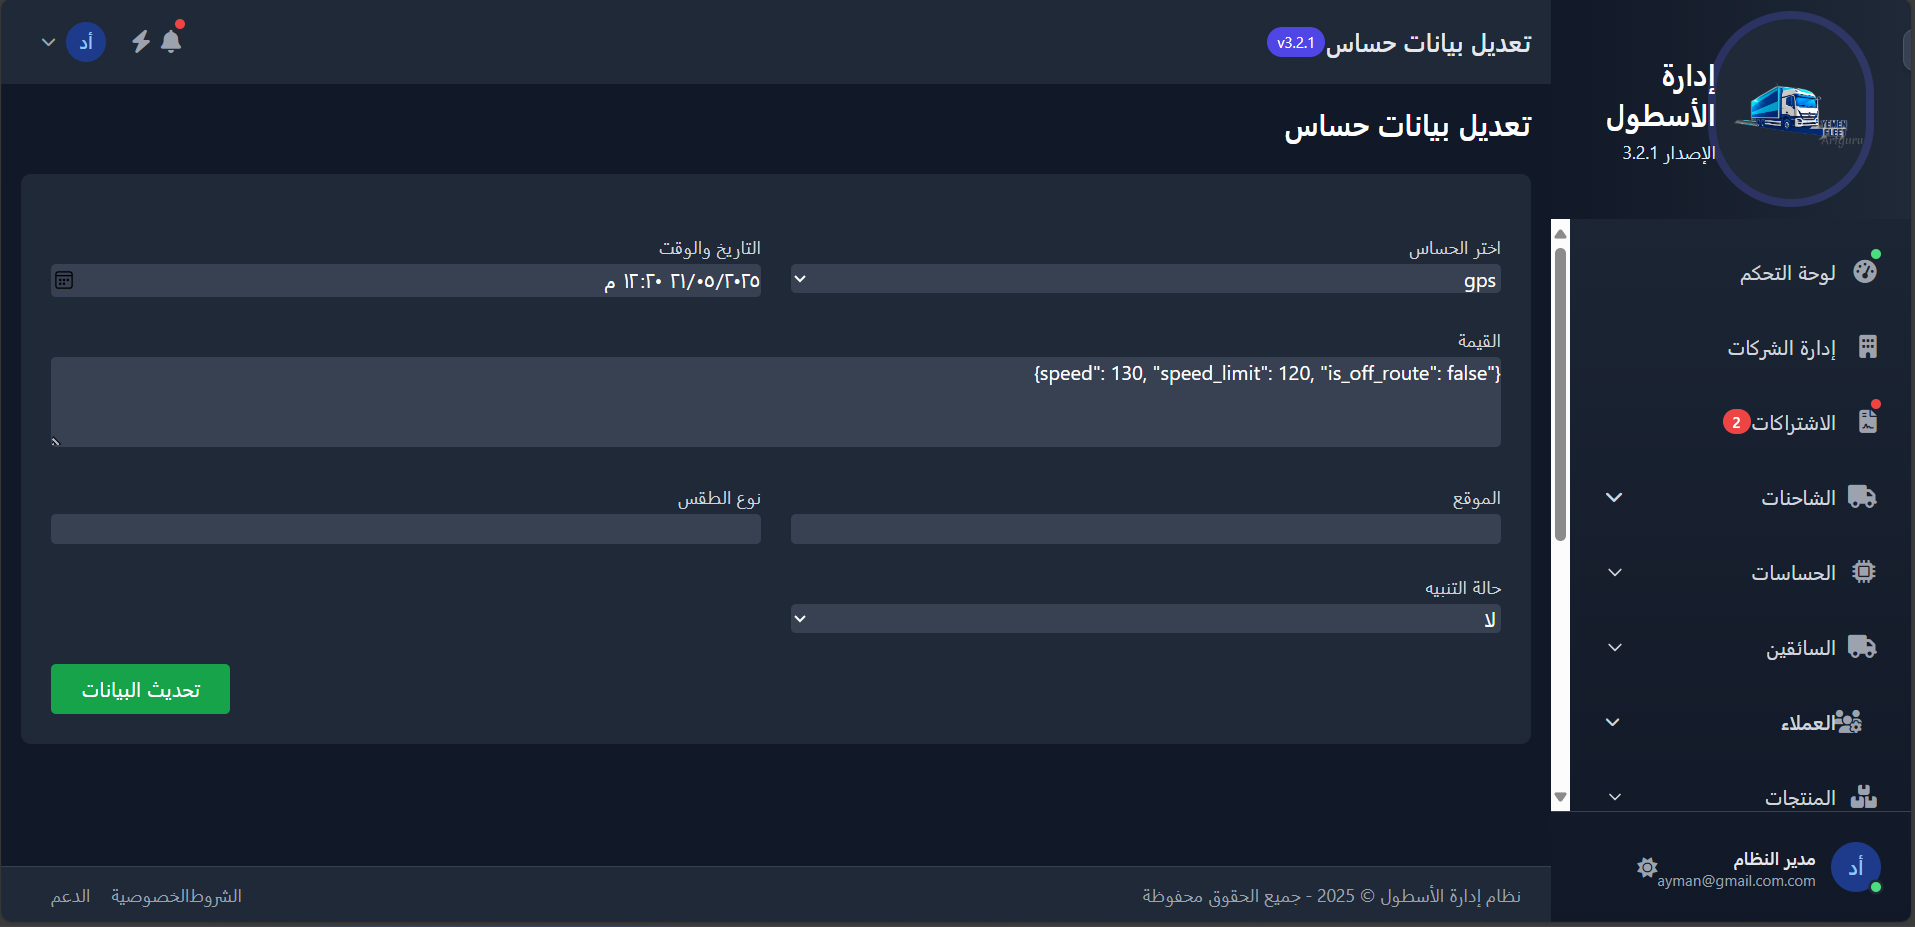 إدارة
الأسطول
الإصدار 3.2.1
YEMEN
FLEET
Artguru
لوحة التحكم
إدارة الشركات
الاشتراكات 2
الشاحنات
الحساسات
السائقين
العملاء
المنتجات
أد
مدير النظام
ayman@gmail.com.com
تعديل بيانات حساس v3.2.1
أد
تعديل بيانات حساس
اختر الحساس
gps
التاريخ والوقت
٢١/٠٥/٢٠٢٥ ١٢:٢٠ م
القيمة
{speed": 130, "speed_limit": 120, "is_off_route": false"}
الموقع
نوع الطقس
حالة التنبيه
لا
تحديث البيانات
نظام إدارة الأسطول © 2025 - جميع الحقوق محفوظة
الشروط الخصوصية الدعم